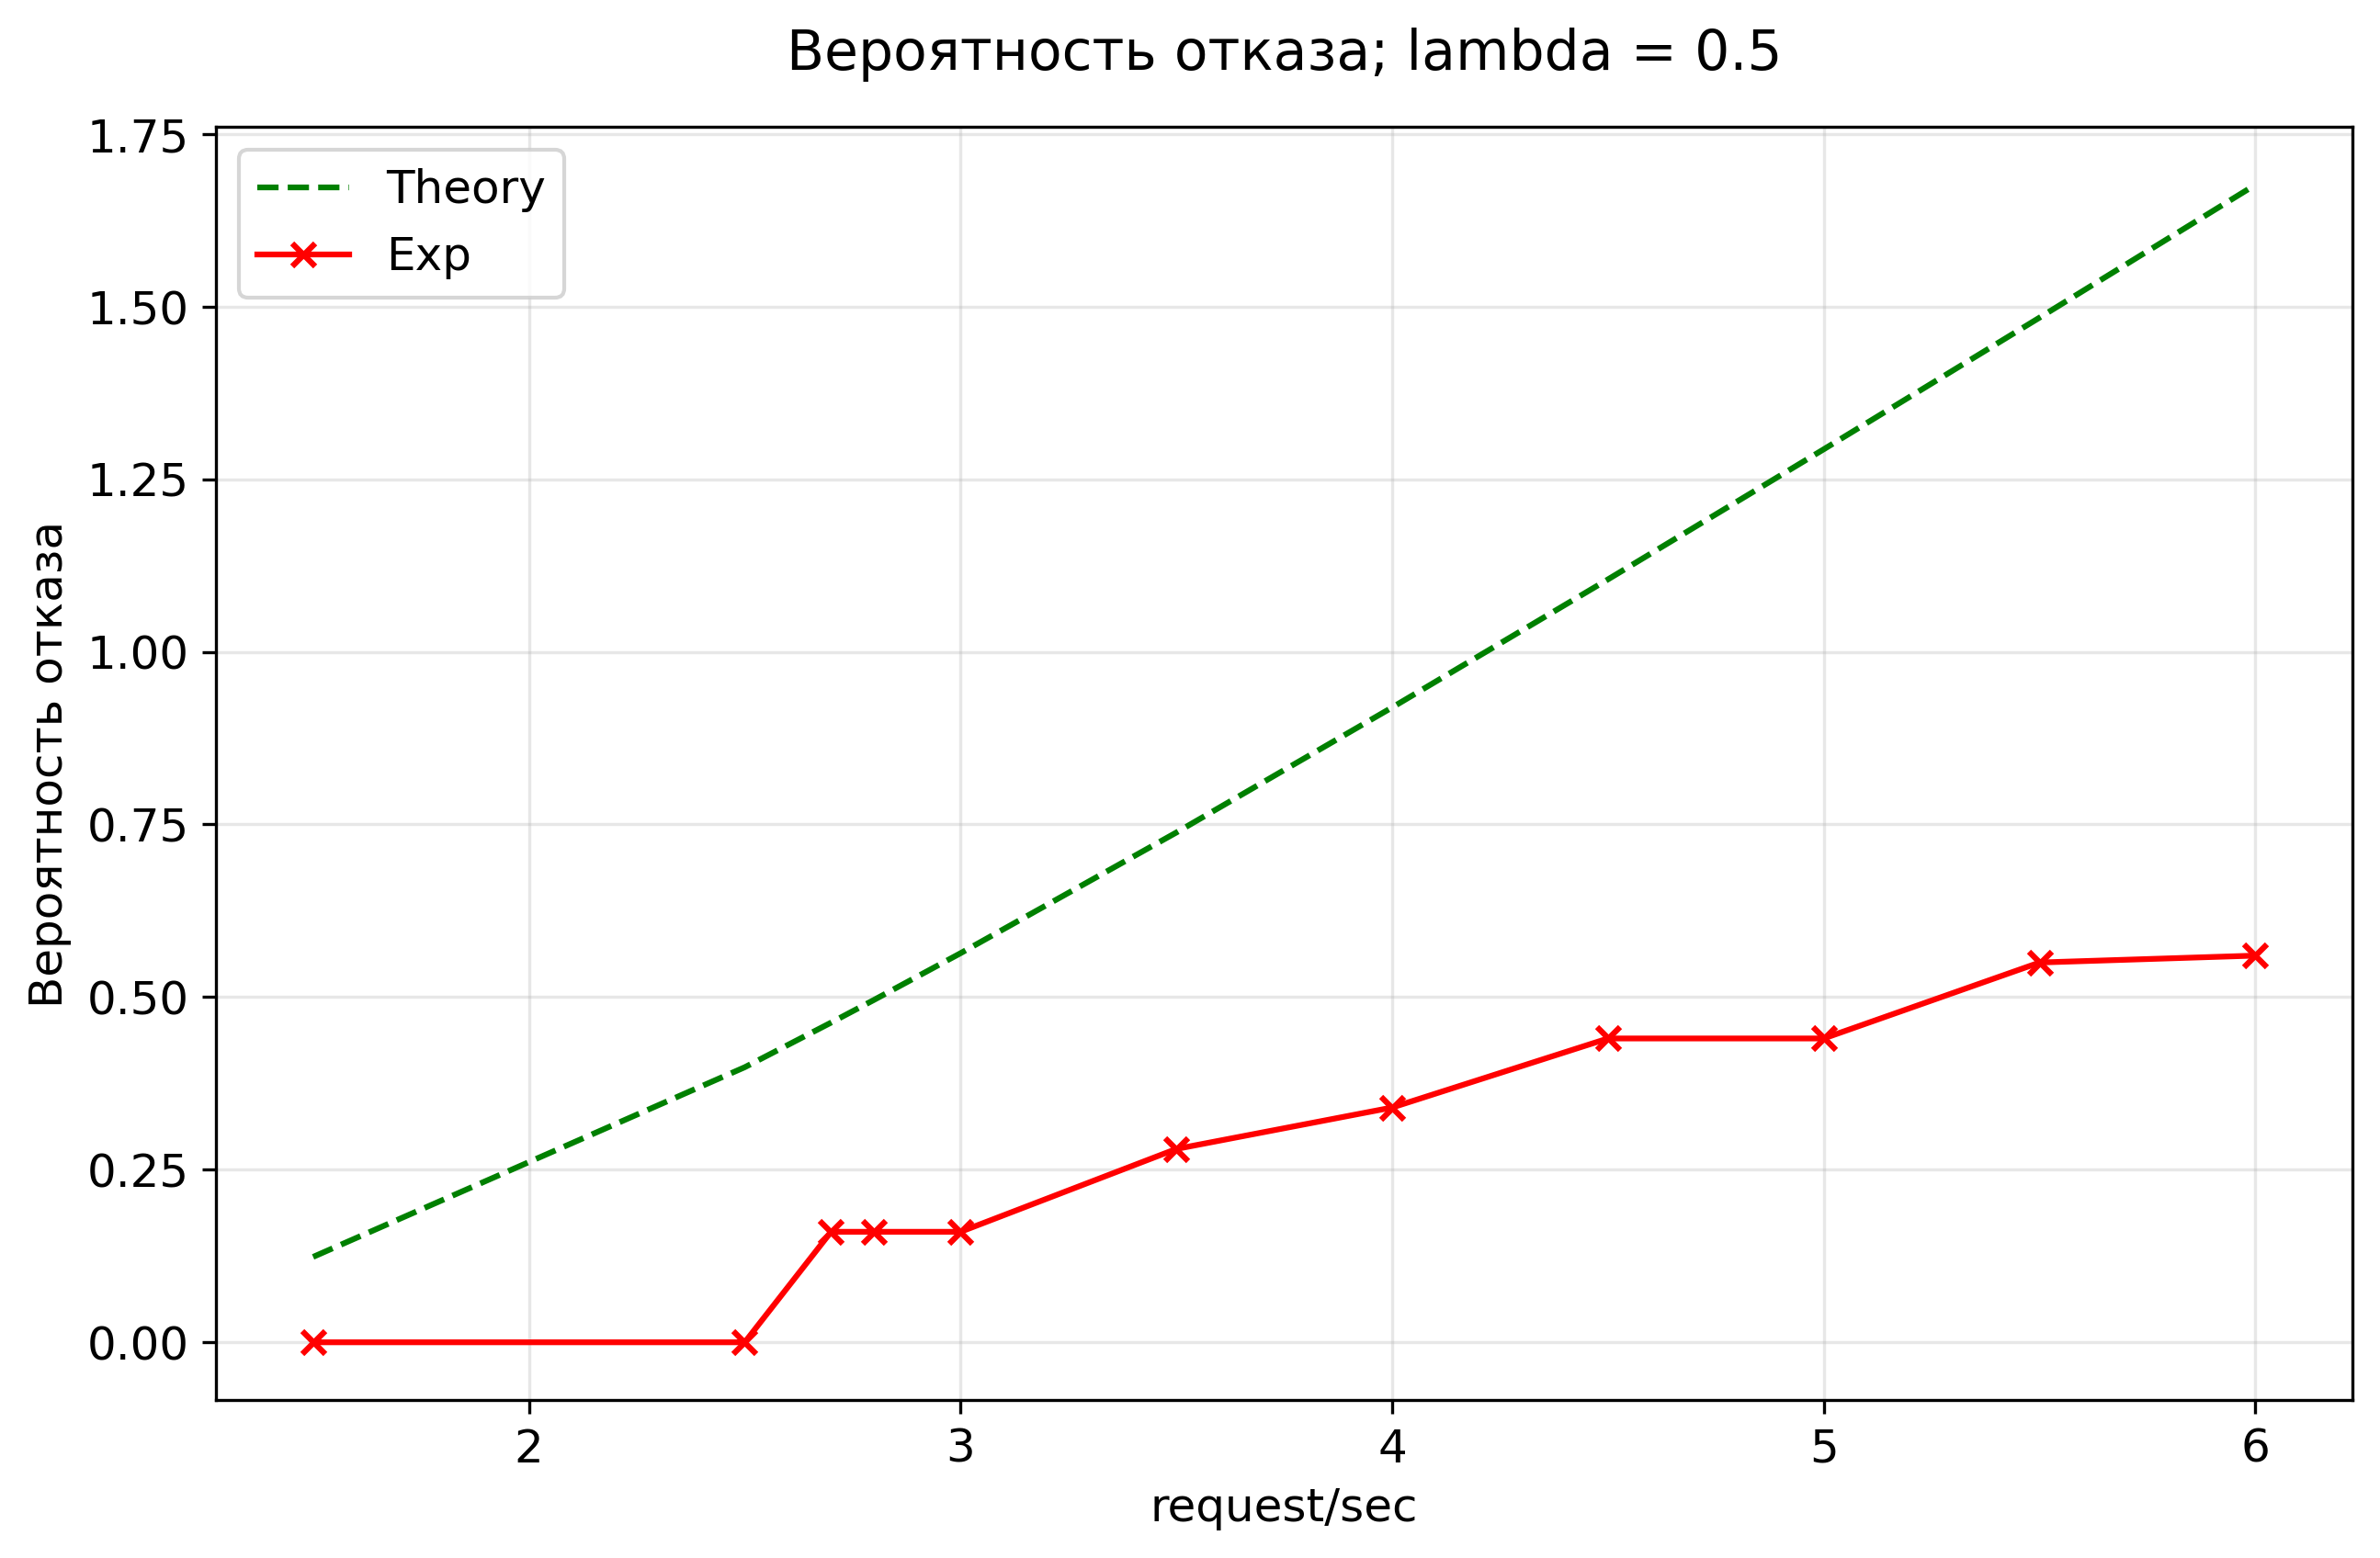 Вероятность отказа; lambda = 0.5
Theory
Exp
1.75
1.50
1.25
1.00
0.75
0.50
0.25
0.00
Вероятность отказа
2 3 4 5 6
request/sec